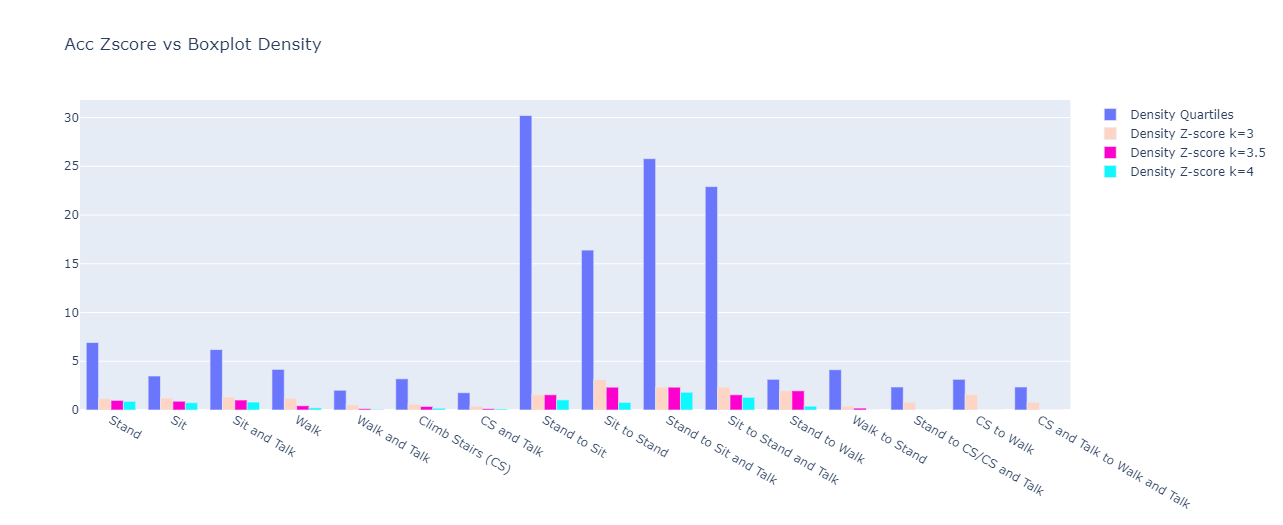 Acc Zscore vs Boxplot Density
30
25
20
15
10
5
0
Density Quartiles
Density Z-score k=3
Density Z-score k=3.5
Density Z-score k=4
Stand
Sit
Sit and Talk
Walk
Walk and Talk
Climb Stairs (CS)
CS and Talk
Stand to Sit
Sit to Stand
Stand to Sit and Talk
Sit to Stand and Talk
Stand to Walk
Walk to Stand
Stand to CS/CS and Talk
CS to Walk
CS and Talk to Walk and Talk